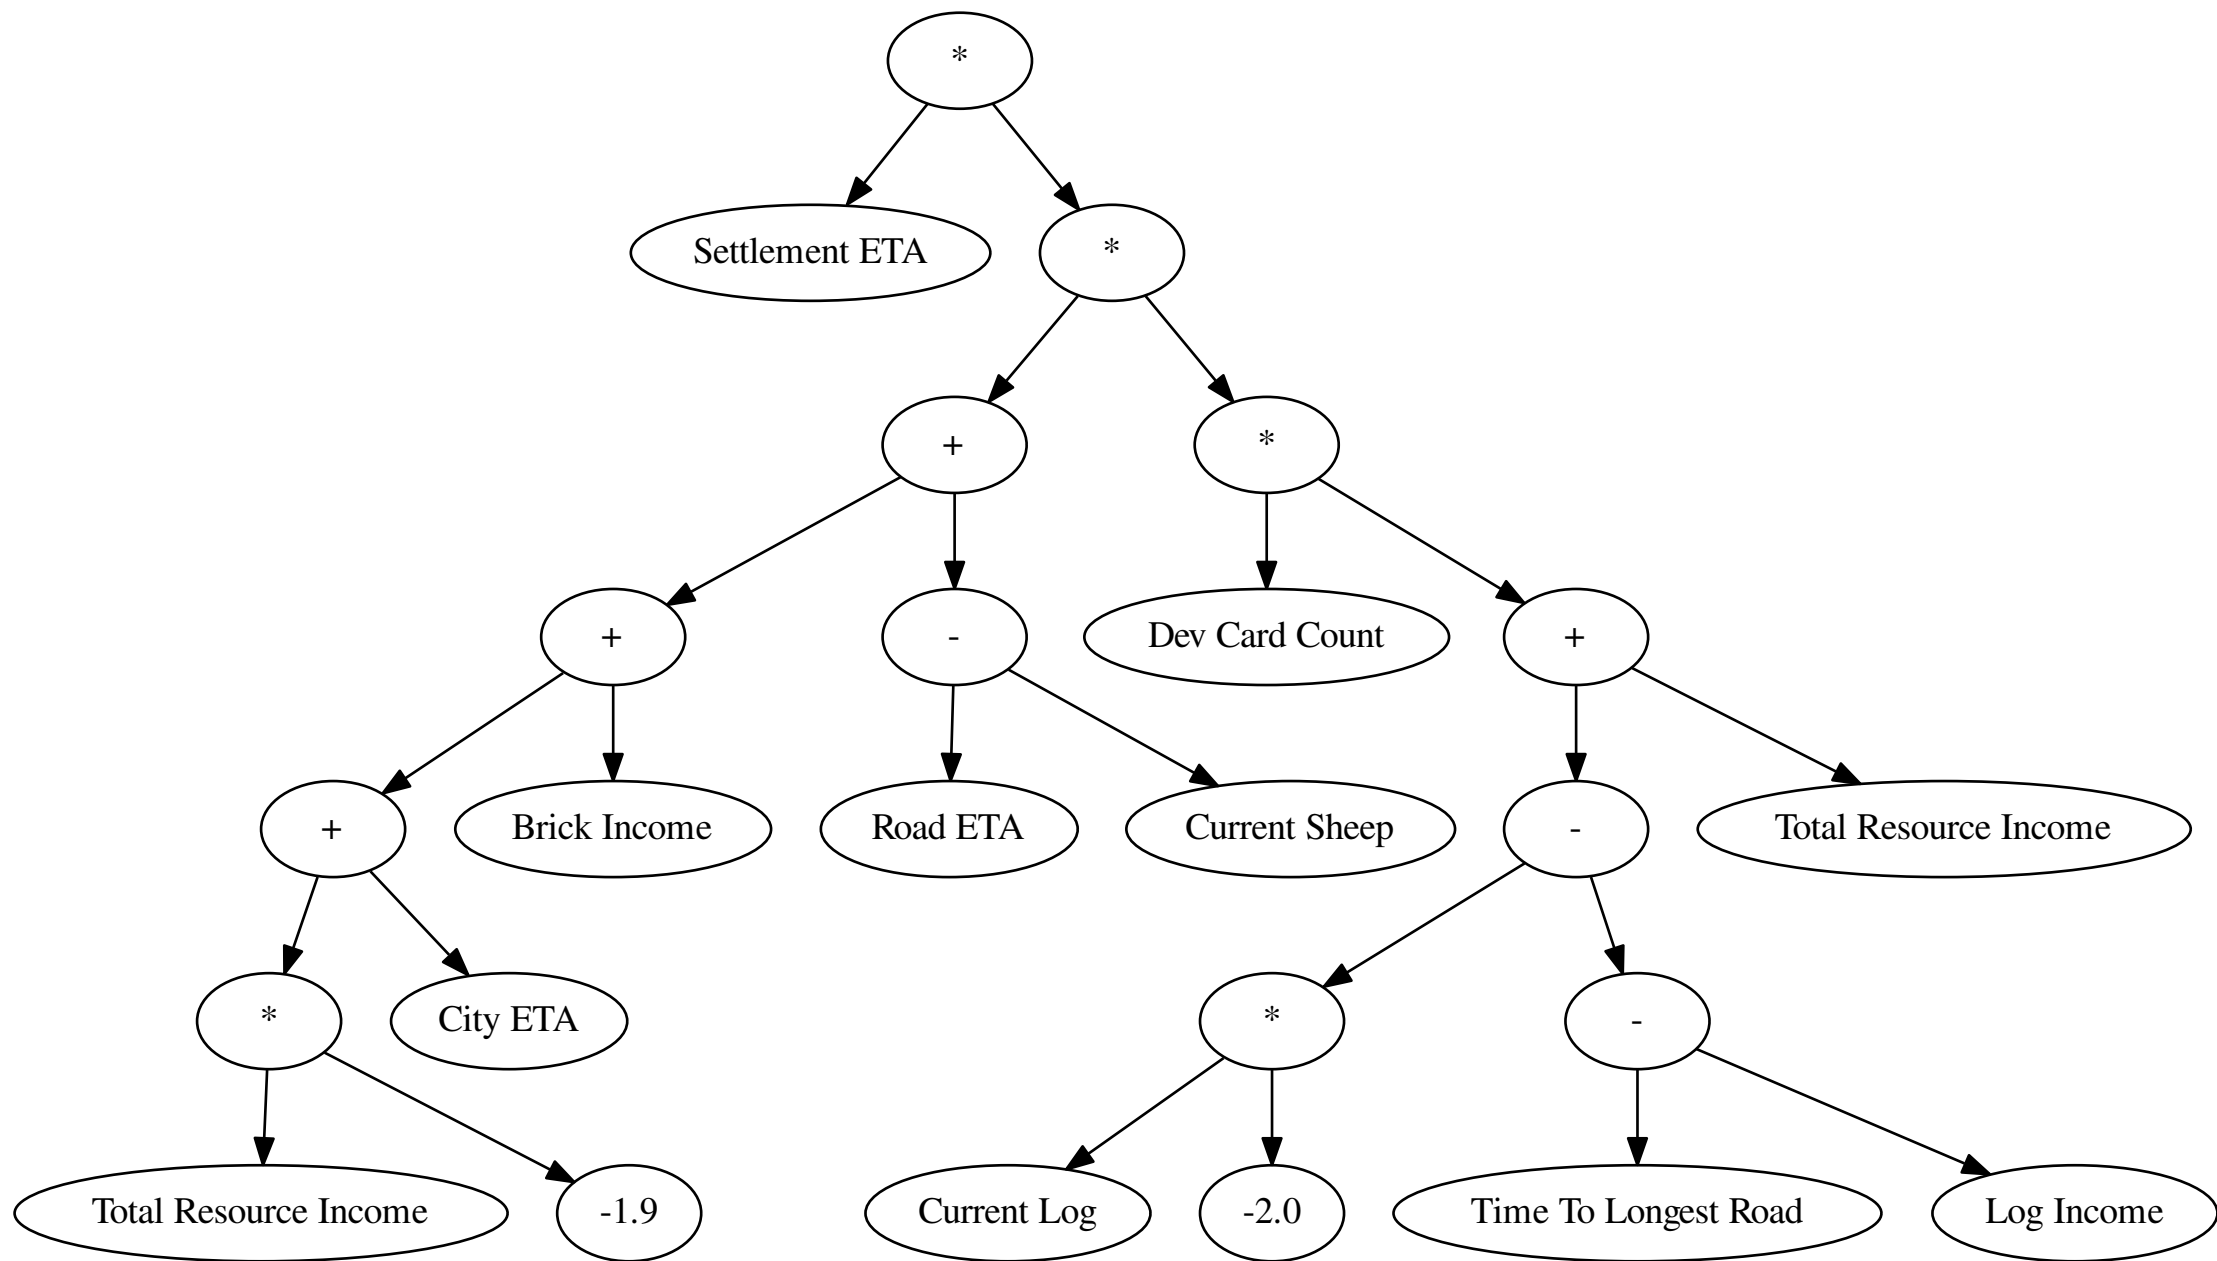 *
Settlement ETA
*
+
*
+
-
Dev Card Count
+
+
Brick Income
Road ETA
Current Sheep
-
Total Resource Income
*
City ETA
*
-
Total Resource Income
-1.9
Current Log
-2.0
Time To Longest Road
Log Income